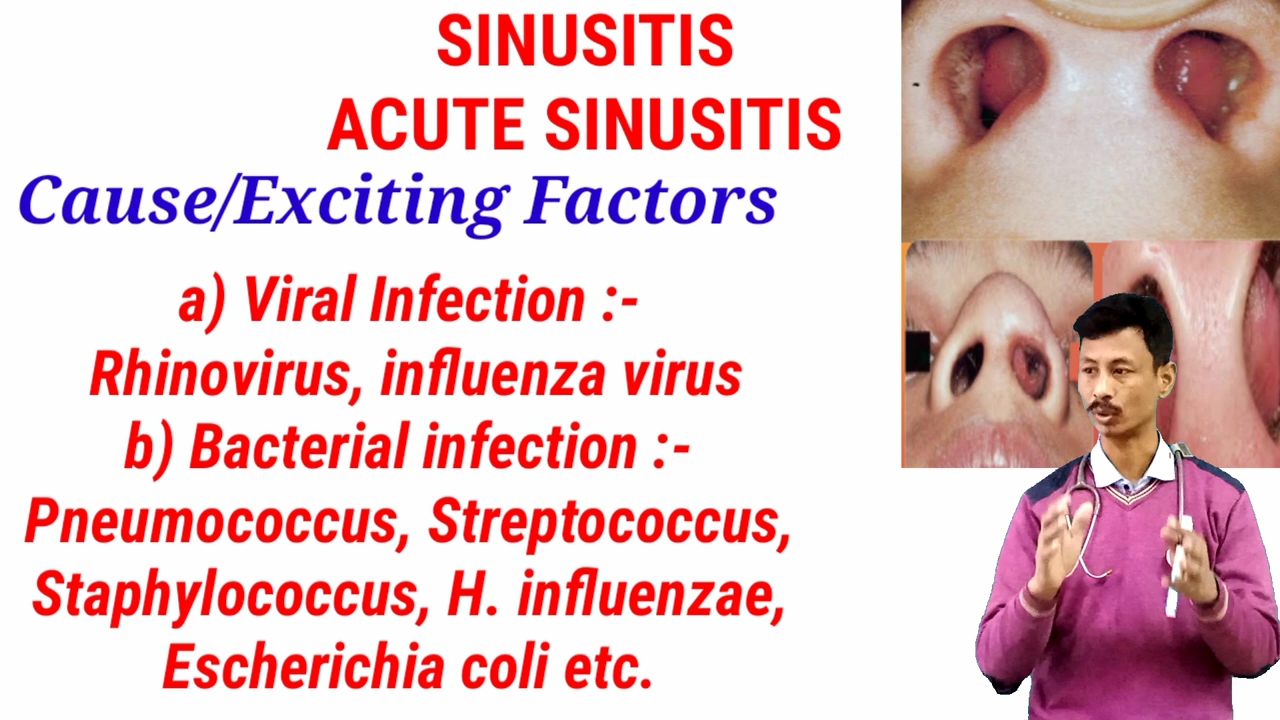 SINUSITIS
ACUTE SINUSITIS
Cause/Exciting Factors
a) Viral Infection :-
Rhinovirus, influenza virus
b) Bacterial infection :-
Pneumococcus, Streptococcus,
Staphylococcus, H. influenzae,
Escherichia coli etc.